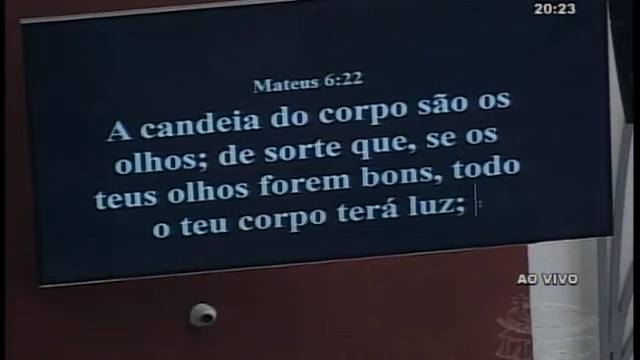 20:23
Mateus 6:22
A candeia do corpo são os
olhos; de sorte que, se os
teus olhos forem bons, todo
o teu corpo terá luz;
AO VIVO